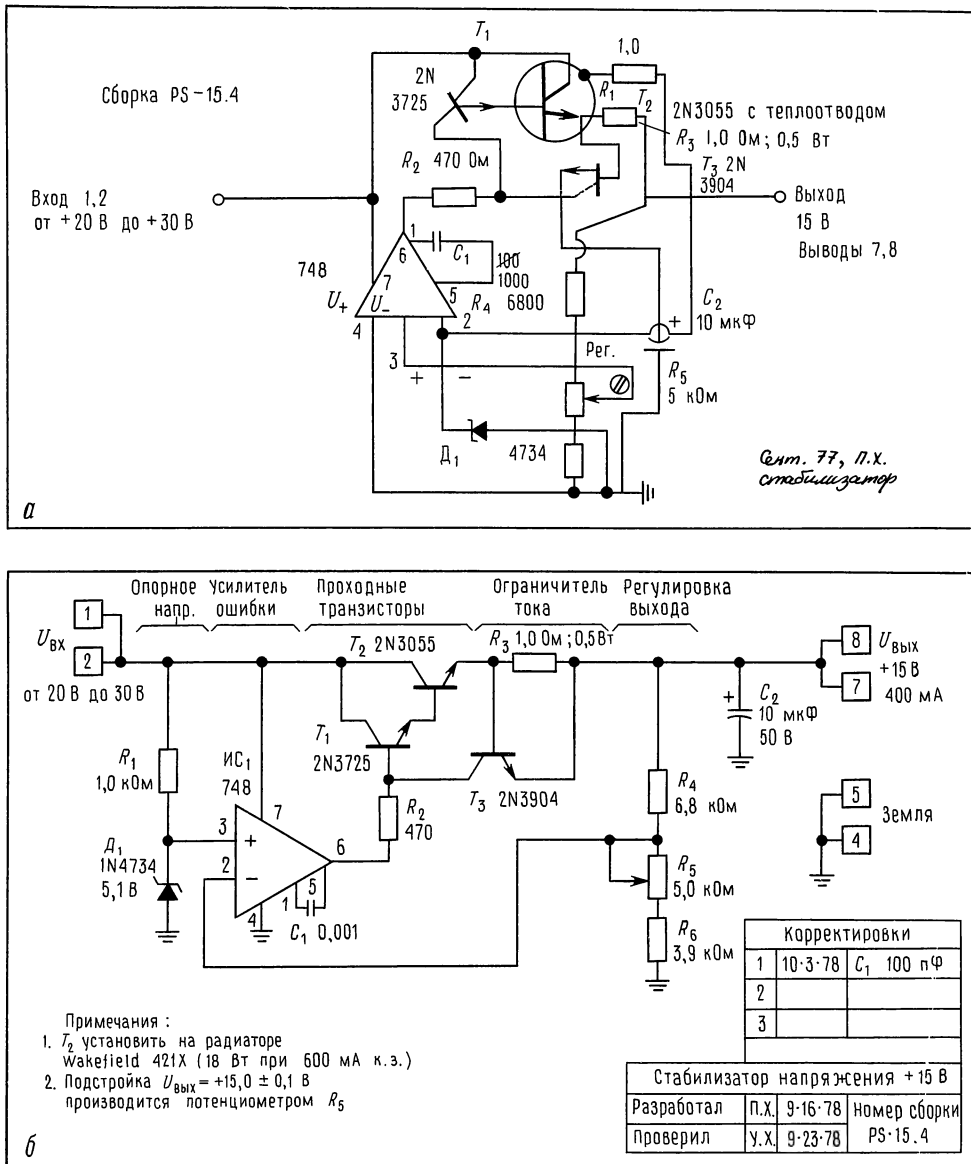 T₁
1,0
2N
3725
Сборка PS-15.4
R₁
T₂
2N3055 с теплоотводом
R₃ 1,0 Ом; 0,5 Вт
R₂ 470 Ом
T₃ 2N
3904
Вход 1,2
от +20 В до +30 В
Выход
15 В
Выводы 7,8
1
6
C₁
100
1000
748
7
5
R₄ 6800
U₊
U₋
4
2
C₂
10 мкФ
+
3
+
−
Рег.
R₅
5 кОм
Д₁
4734
Сент. 77, П.Х.
стабилизатор
а
Опорное напр.
Усилитель ошибки
Проходные транзисторы
Ограничитель тока
Регулировка выхода
1
Uвх
2
от 20 В до 30 В
T₂ 2N3055
R₃ 1,0 Ом; 0,5Вт
8
Uвых
+15 В
7
400 мА
+
C₂
10 мкФ
50 В
T₁
2N3725
R₁
1,0 кОм
ИС₁
748
7
T₃ 2N3904
R₂
470
R₄
6,8 кОм
5
Земля
4
Д₁
1N4734
5,1 В
3
+
2
−
6
5
1
4
C₁ 0,001
R₅
5,0 кОм
R₆
3,9 кОм
Корректировки
1 10·3·78 C₁ 100 пФ
2
3
Примечания :
1. T₂ установить на радиаторе
Wakefield 421X (18 Вт при 600 мА к.з.)
2. Подстройка Uвых = +15,0 ± 0,1 В
производится потенциометром R₅
Стабилизатор напряжения +15 В
Разработал П.Х. 9·16·78 Номер сборки
Проверил У.Х. 9·23·78 PS·15.4
б